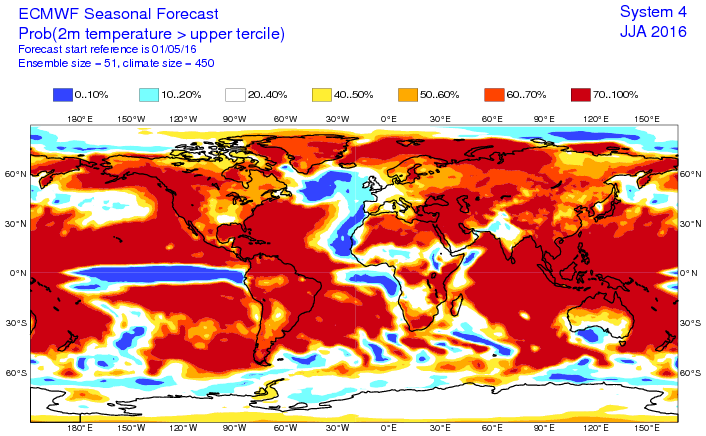 ECMWF Seasonal Forecast
System 4
Prob(2m temperature > upper tercile)
JJA 2016
Forecast start reference is 01/05/16
Ensemble size = 51, climate size = 450
0..10% 10..20% 20..40% 40..50% 50..60% 60..70% 70..100%
180°E 150°W 120°W 90°W 60°W 30°W 0°E 30°E 60°E 90°E 120°E 150°E
60°N 60°N
30°N 30°N
0°N 0°N
30°S 30°S
60°S 60°S
180°E 150°W 120°W 90°W 60°W 30°W 0°E 30°E 60°E 90°E 120°E 150°E